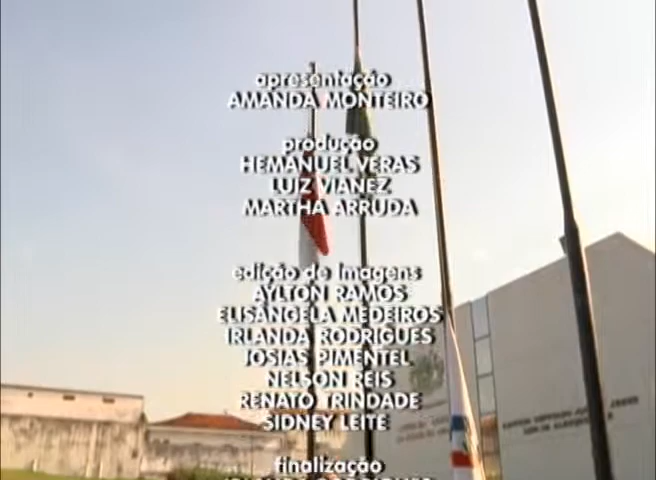 apresentação
AMANDA MONTEIRO
produção
HEMANUEL VERAS
LUIZ VIANEZ
MARTHA ARRUDA
edição de imagens
AYLTON RAMOS
ELISÂNGELA MEDEIROS
IRLANDA RODRIGUES
JOSIAS PIMENTEL
NELSON REIS
RENATO TRINDADE
SIDNEY LEITE
finalização